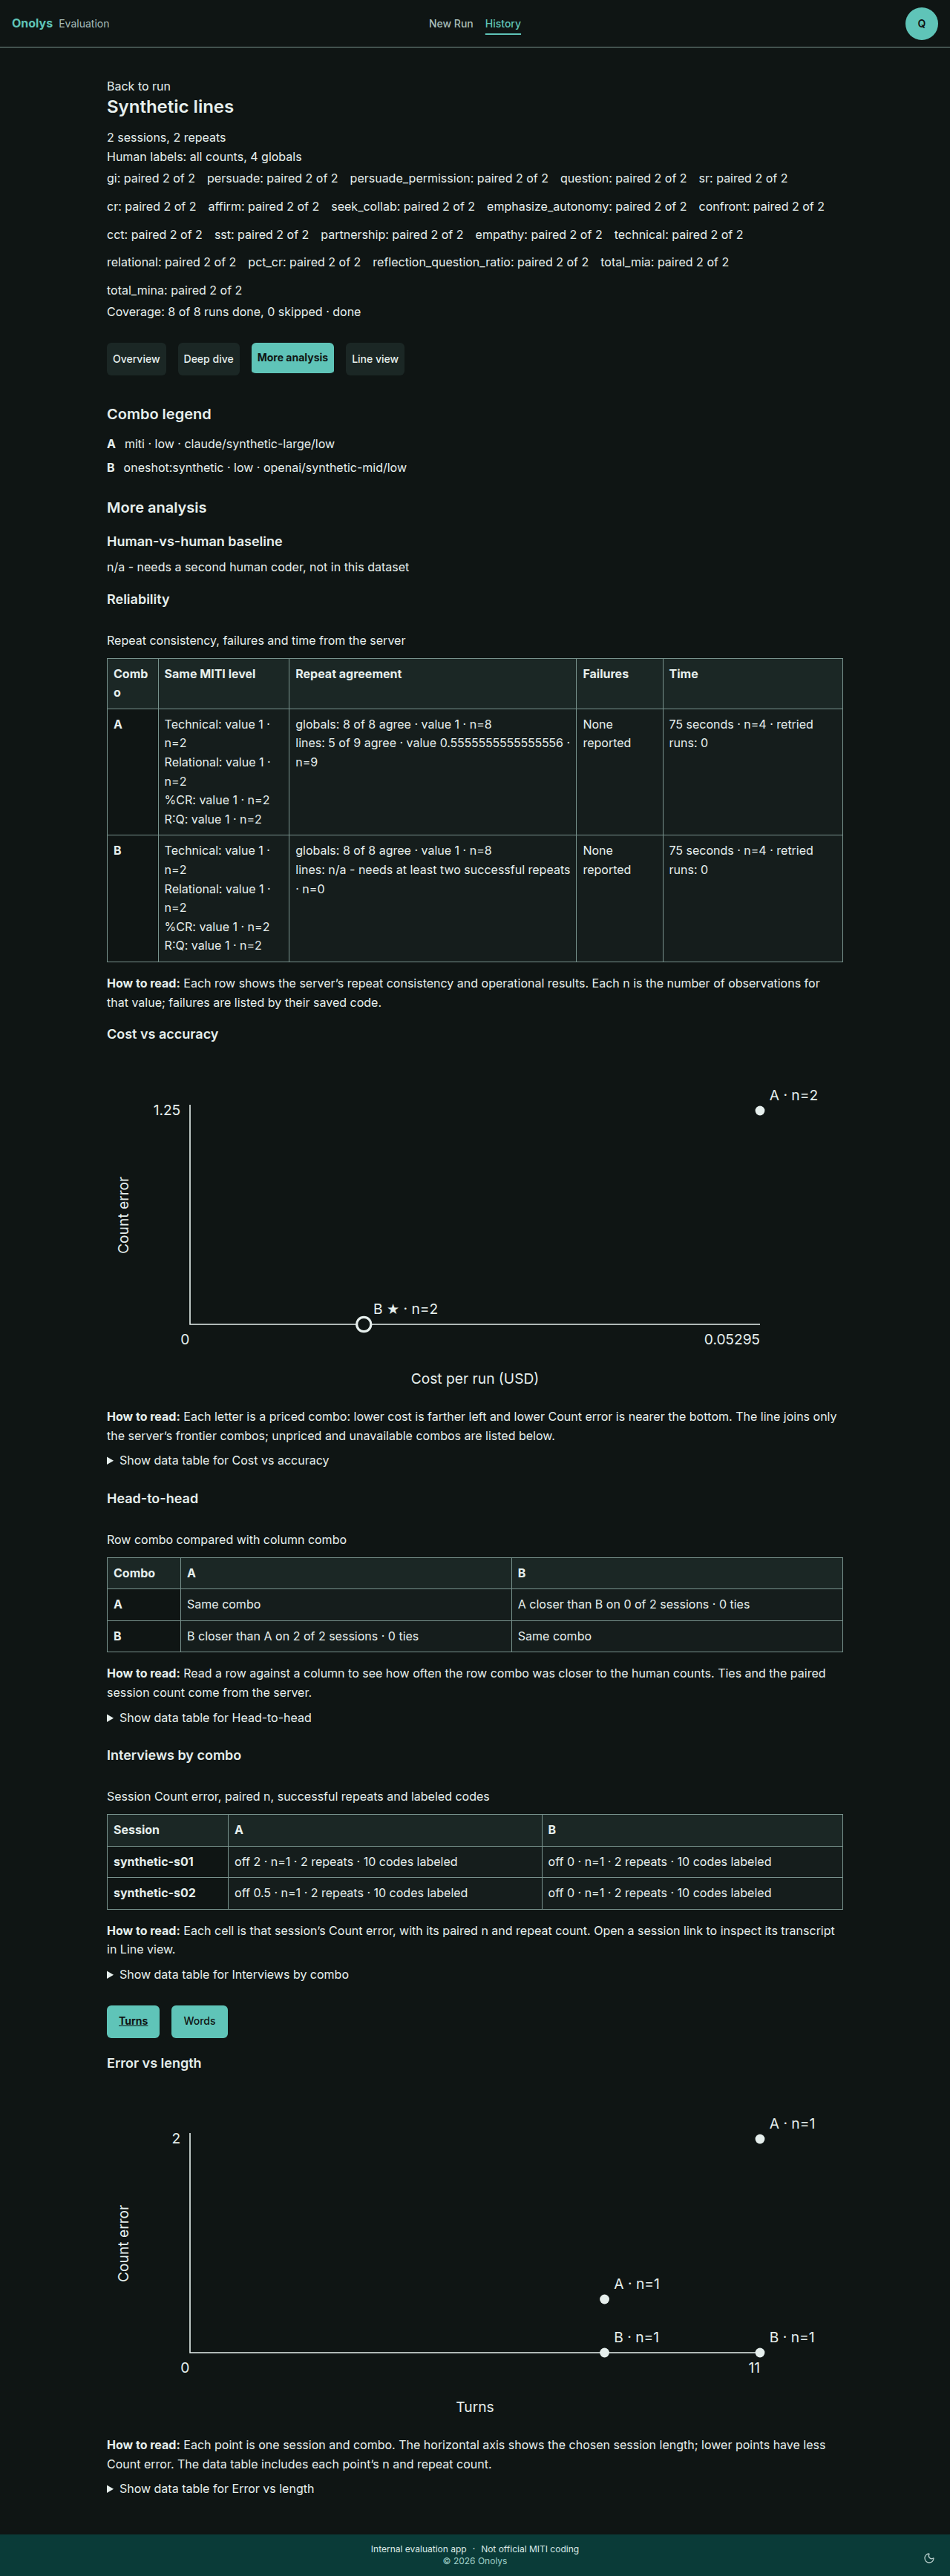 Onolys Evaluation New Run History Q
Back to run
Synthetic lines
2 sessions, 2 repeats
Human labels: all counts, 4 globals
gi: paired 2 of 2 persuade: paired 2 of 2 persuade_permission: paired 2 of 2 question: paired 2 of 2 sr: paired 2 of 2
cr: paired 2 of 2 affirm: paired 2 of 2 seek_collab: paired 2 of 2 emphasize_autonomy: paired 2 of 2 confront: paired 2 of 2
cct: paired 2 of 2 sst: paired 2 of 2 partnership: paired 2 of 2 empathy: paired 2 of 2 technical: paired 2 of 2
relational: paired 2 of 2 pct_cr: paired 2 of 2 reflection_question_ratio: paired 2 of 2 total_mia: paired 2 of 2
total_mina: paired 2 of 2
Coverage: 8 of 8 runs done, 0 skipped · done
Overview Deep dive More analysis Line view
Combo legend
A miti · low · claude/synthetic-large/low
B oneshot:synthetic · low · openai/synthetic-mid/low
More analysis
Human-vs-human baseline
n/a - needs a second human coder, not in this dataset
Reliability
Repeat consistency, failures and time from the server
Comb
o
Same MITI level
Repeat agreement
Failures
Time
A
Technical: value 1 ·
n=2
Relational: value 1 ·
n=2
%CR: value 1 · n=2
R:Q: value 1 · n=2
globals: 8 of 8 agree · value 1 · n=8
lines: 5 of 9 agree · value 0.5555555555555556 ·
n=9
None
reported
75 seconds · n=4 · retried
runs: 0
B
Technical: value 1 ·
n=2
Relational: value 1 ·
n=2
%CR: value 1 · n=2
R:Q: value 1 · n=2
globals: 8 of 8 agree · value 1 · n=8
lines: n/a - needs at least two successful repeats
· n=0
None
reported
75 seconds · n=4 · retried
runs: 0
How to read: Each row shows the server’s repeat consistency and operational results. Each n is the number of observations for
that value; failures are listed by their saved code.
Cost vs accuracy
A · n=2
1.25
Count error
B ★ · n=2
0 0.05295
Cost per run (USD)
How to read: Each letter is a priced combo: lower cost is farther left and lower Count error is nearer the bottom. The line joins only
the server’s frontier combos; unpriced and unavailable combos are listed below.
▶ Show data table for Cost vs accuracy
Head-to-head
Row combo compared with column combo
Combo A B
A Same combo A closer than B on 0 of 2 sessions · 0 ties
B B closer than A on 2 of 2 sessions · 0 ties Same combo
How to read: Read a row against a column to see how often the row combo was closer to the human counts. Ties and the paired
session count come from the server.
▶ Show data table for Head-to-head
Interviews by combo
Session Count error, paired n, successful repeats and labeled codes
Session A B
synthetic-s01 off 2 · n=1 · 2 repeats · 10 codes labeled off 0 · n=1 · 2 repeats · 10 codes labeled
synthetic-s02 off 0.5 · n=1 · 2 repeats · 10 codes labeled off 0 · n=1 · 2 repeats · 10 codes labeled
How to read: Each cell is that session’s Count error, with its paired n and repeat count. Open a session link to inspect its transcript
in Line view.
▶ Show data table for Interviews by combo
Turns Words
Error vs length
A · n=1
2
Count error
A · n=1
B · n=1 B · n=1
0 11
Turns
How to read: Each point is one session and combo. The horizontal axis shows the chosen session length; lower points have less
Count error. The data table includes each point’s n and repeat count.
▶ Show data table for Error vs length
Internal evaluation app · Not official MITI coding
© 2026 Onolys